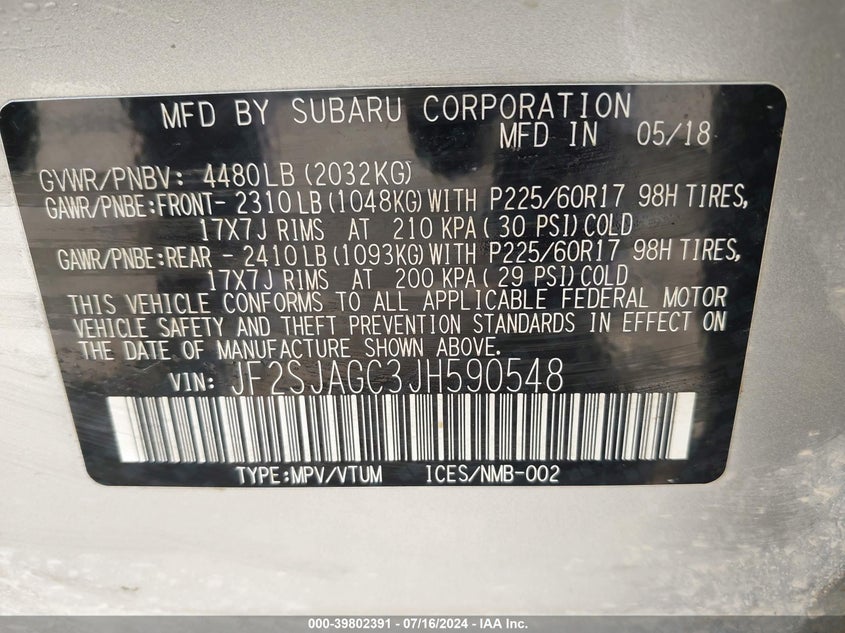 MFD BY SUBARU CORPORATION
MFD IN 05/18
GVWR/PNBV: 4480LB (2032KG)
GAWR/PNBE:FRONT- 2310LB (1048KG) WITH P225/60R17 98H TIRES,
17X7J RIMS AT 210 KPA ( 30 PSI) COLD
GAWR/PNBE:REAR - 2410LB (1093KG) WITH P225/60R17 98H TIRES,
17X7J RIMS AT 200 KPA ( 29 PSI) COLD
THIS VEHICLE CONFORMS TO ALL APPLICABLE FEDERAL MOTOR
VEHICLE SAFETY AND THEFT PREVENTION STANDARDS IN EFFECT ON
THE DATE OF MANUFACTURE SHOWN ABOVE.
VIN: JF2SJAGC3JH590548
TYPE:MPV/VTUM ICES/NMB-002
000-39802391 - 07/16/2024 - IAA Inc.